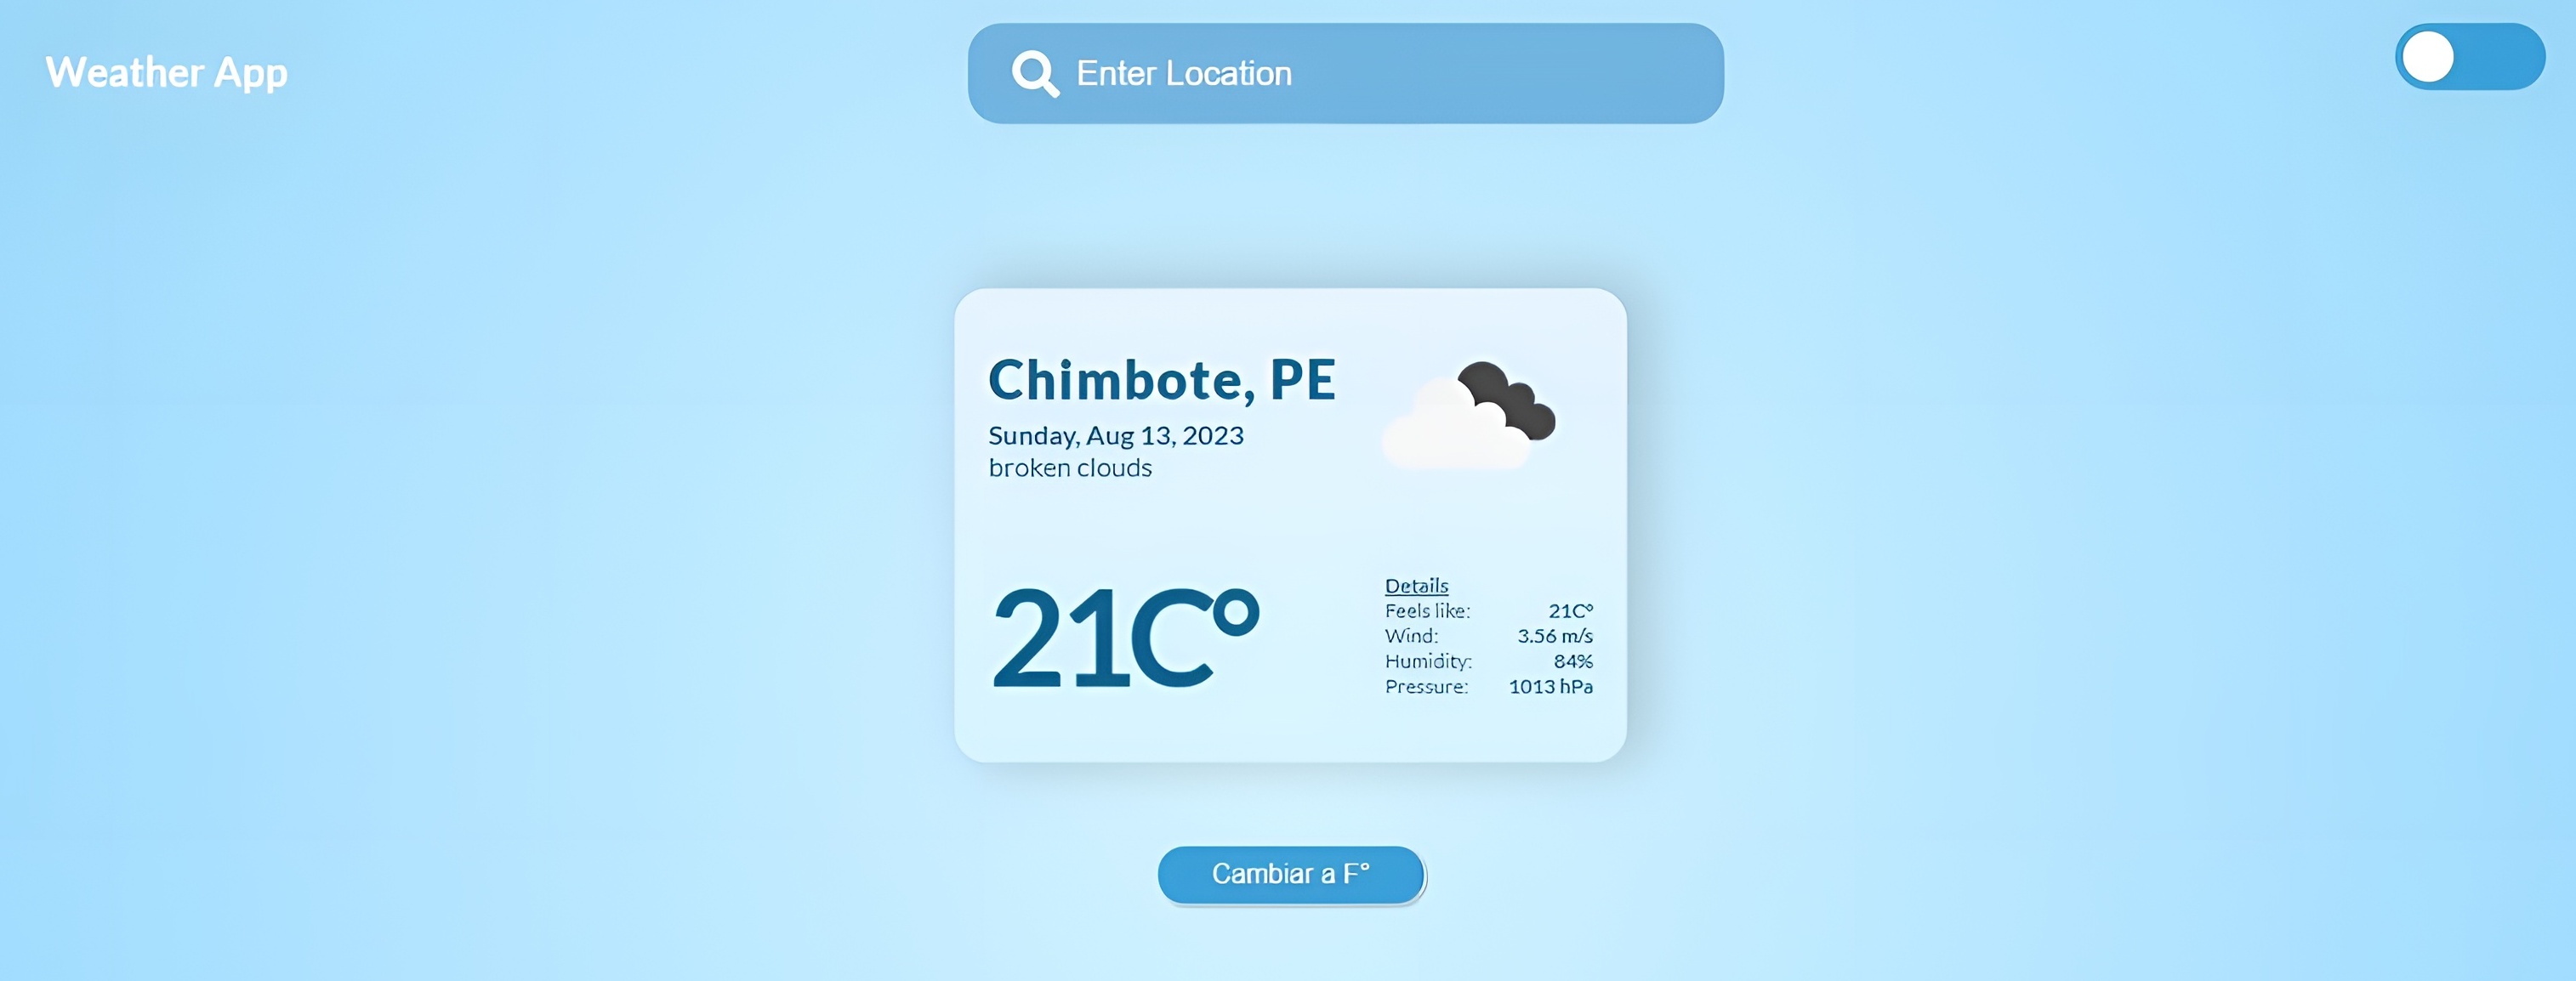 Weather App
Enter Location
Chimbote, PE
Sunday, Aug 13, 2023
broken clouds
21C°
Details
Feels like: 21C°
Wind: 3.56 m/s
Humidity: 84%
Pressure: 1013 hPa
Cambiar a F°